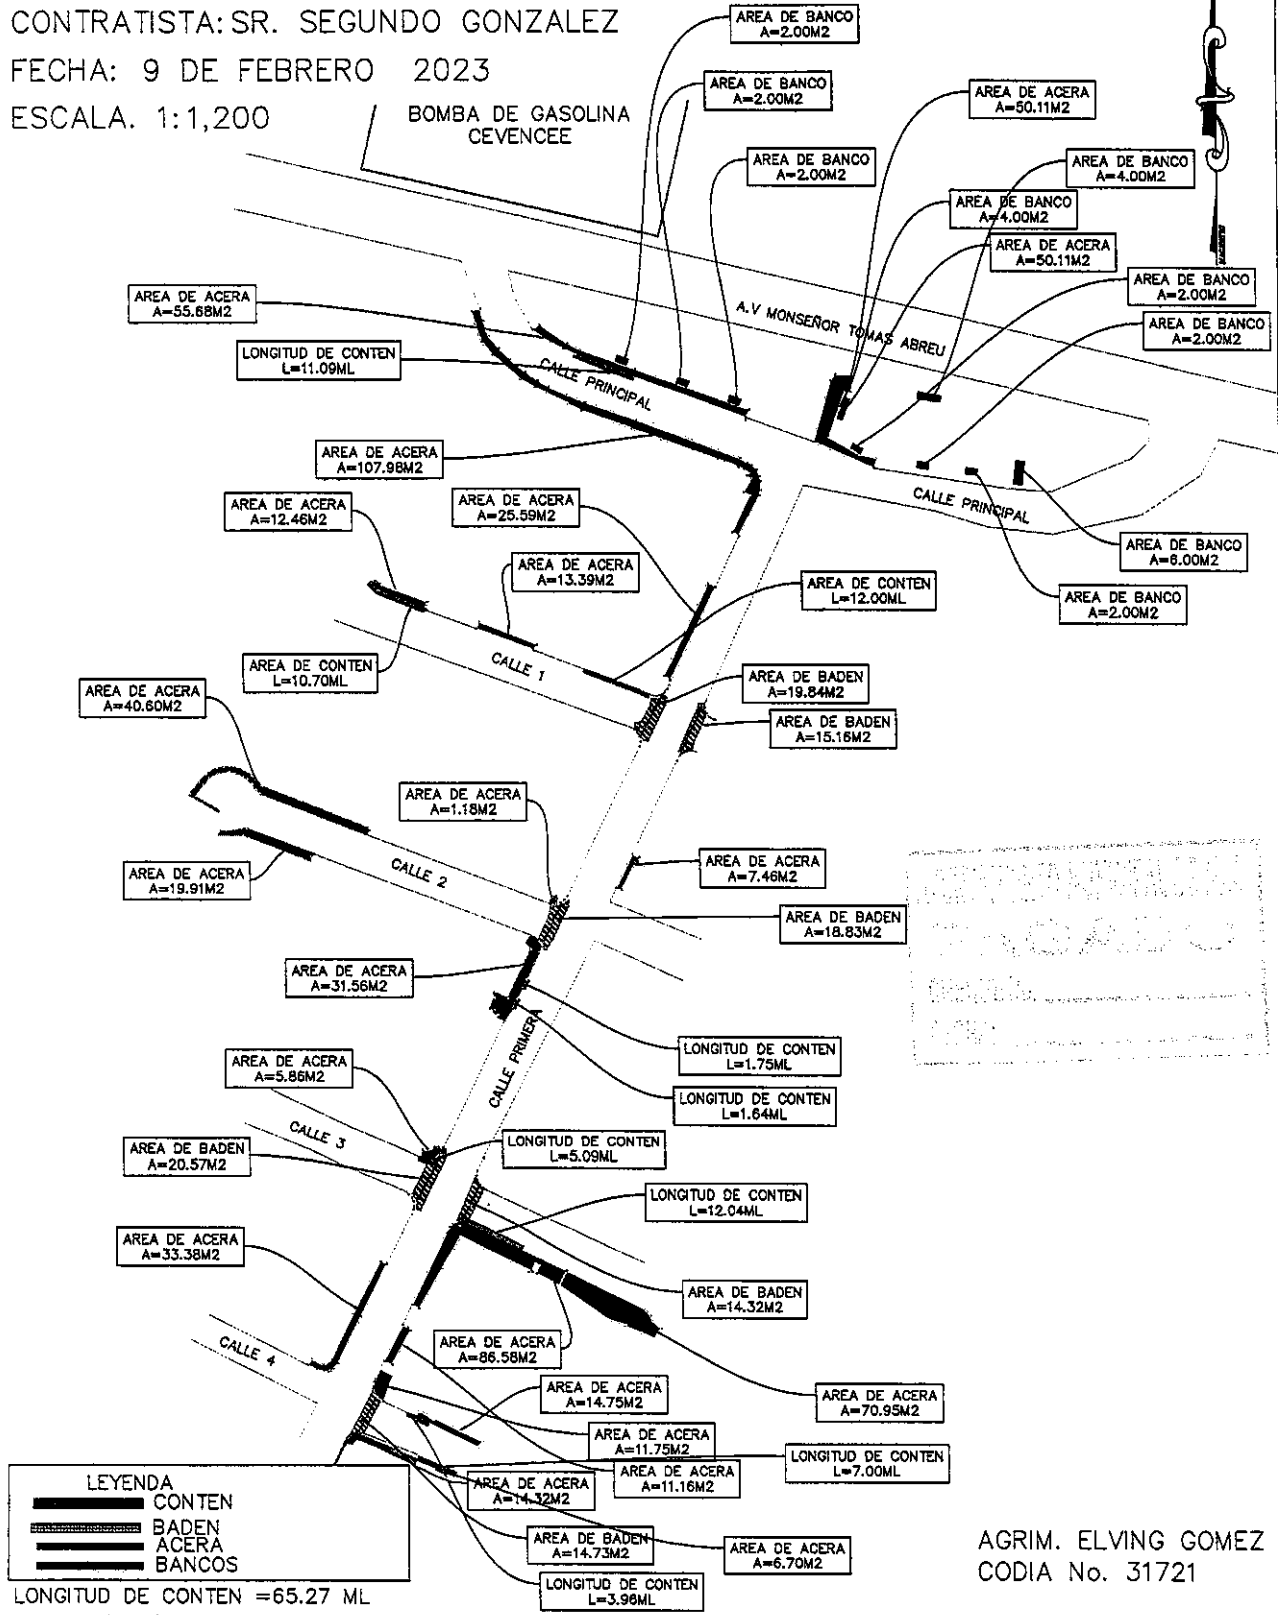 CONTRATISTA: SR. SEGUNDO GONZALEZ
FECHA: 9 DE FEBRERO 2023
ESCALA. 1:1,200
BOMBA DE GASOLINA
CEVENCEE
AREA DE BANCO
A=2.00M2
AREA DE BANCO
A=2.00M2
AREA DE BANCO
A=2.00M2
AREA DE ACERA
A=50.11M2
AREA DE BANCO
A=4.00M2
AREA DE BANCO
A=4.00M2
AREA DE ACERA
A=50.11M2
AREA DE BANCO
A=2.00M2
AREA DE BANCO
A=2.00M2
A.V MONSEÑOR TOMAS ABREU
AREA DE ACERA
A=55.68M2
LONGITUD DE CONTEN
L=11.09ML
CALLE PRINCIPAL
AREA DE ACERA
A=107.98M2
AREA DE ACERA
A=12.46M2
AREA DE ACERA
A=25.59M2
CALLE PRINCIPAL
AREA DE BANCO
A=6.00M2
AREA DE BANCO
A=2.00M2
AREA DE ACERA
A=13.39M2
AREA DE CONTEN
L=12.00ML
CALLE 1
AREA DE CONTEN
L=10.70ML
AREA DE BADEN
A=19.84M2
AREA DE ACERA
A=40.60M2
AREA DE BADEN
A=15.16M2
AREA DE ACERA
A=1.18M2
CALLE 2
AREA DE ACERA
A=7.46M2
AREA DE ACERA
A=19.91M2
AREA DE BADEN
A=18.83M2
AREA DE ACERA
A=31.56M2
CALLE PRIMERA
LONGITUD DE CONTEN
L=1.75ML
AREA DE ACERA
A=5.86M2
LONGITUD DE CONTEN
L=1.64ML
CALLE 3
AREA DE BADEN
A=20.57M2
LONGITUD DE CONTEN
L=5.09ML
LONGITUD DE CONTEN
L=12.04ML
AREA DE ACERA
A=33.38M2
AREA DE BADEN
A=14.32M2
CALLE 4
AREA DE ACERA
A=86.58M2
AREA DE ACERA
A=14.75M2
AREA DE ACERA
A=70.95M2
AREA DE ACERA
A=11.75M2
LONGITUD DE CONTEN
L=7.00ML
AREA DE ACERA
A=14.32M2
AREA DE ACERA
A=11.16M2
AREA DE BADEN
A=14.73M2
AREA DE ACERA
A=6.70M2
LONGITUD DE CONTEN
L=3.96ML
LEYENDA
CONTEN
BADEN
ACERA
BANCOS
LONGITUD DE CONTEN =65.27 ML
AGRIM. ELVING GOMEZ
CODIA No. 31721